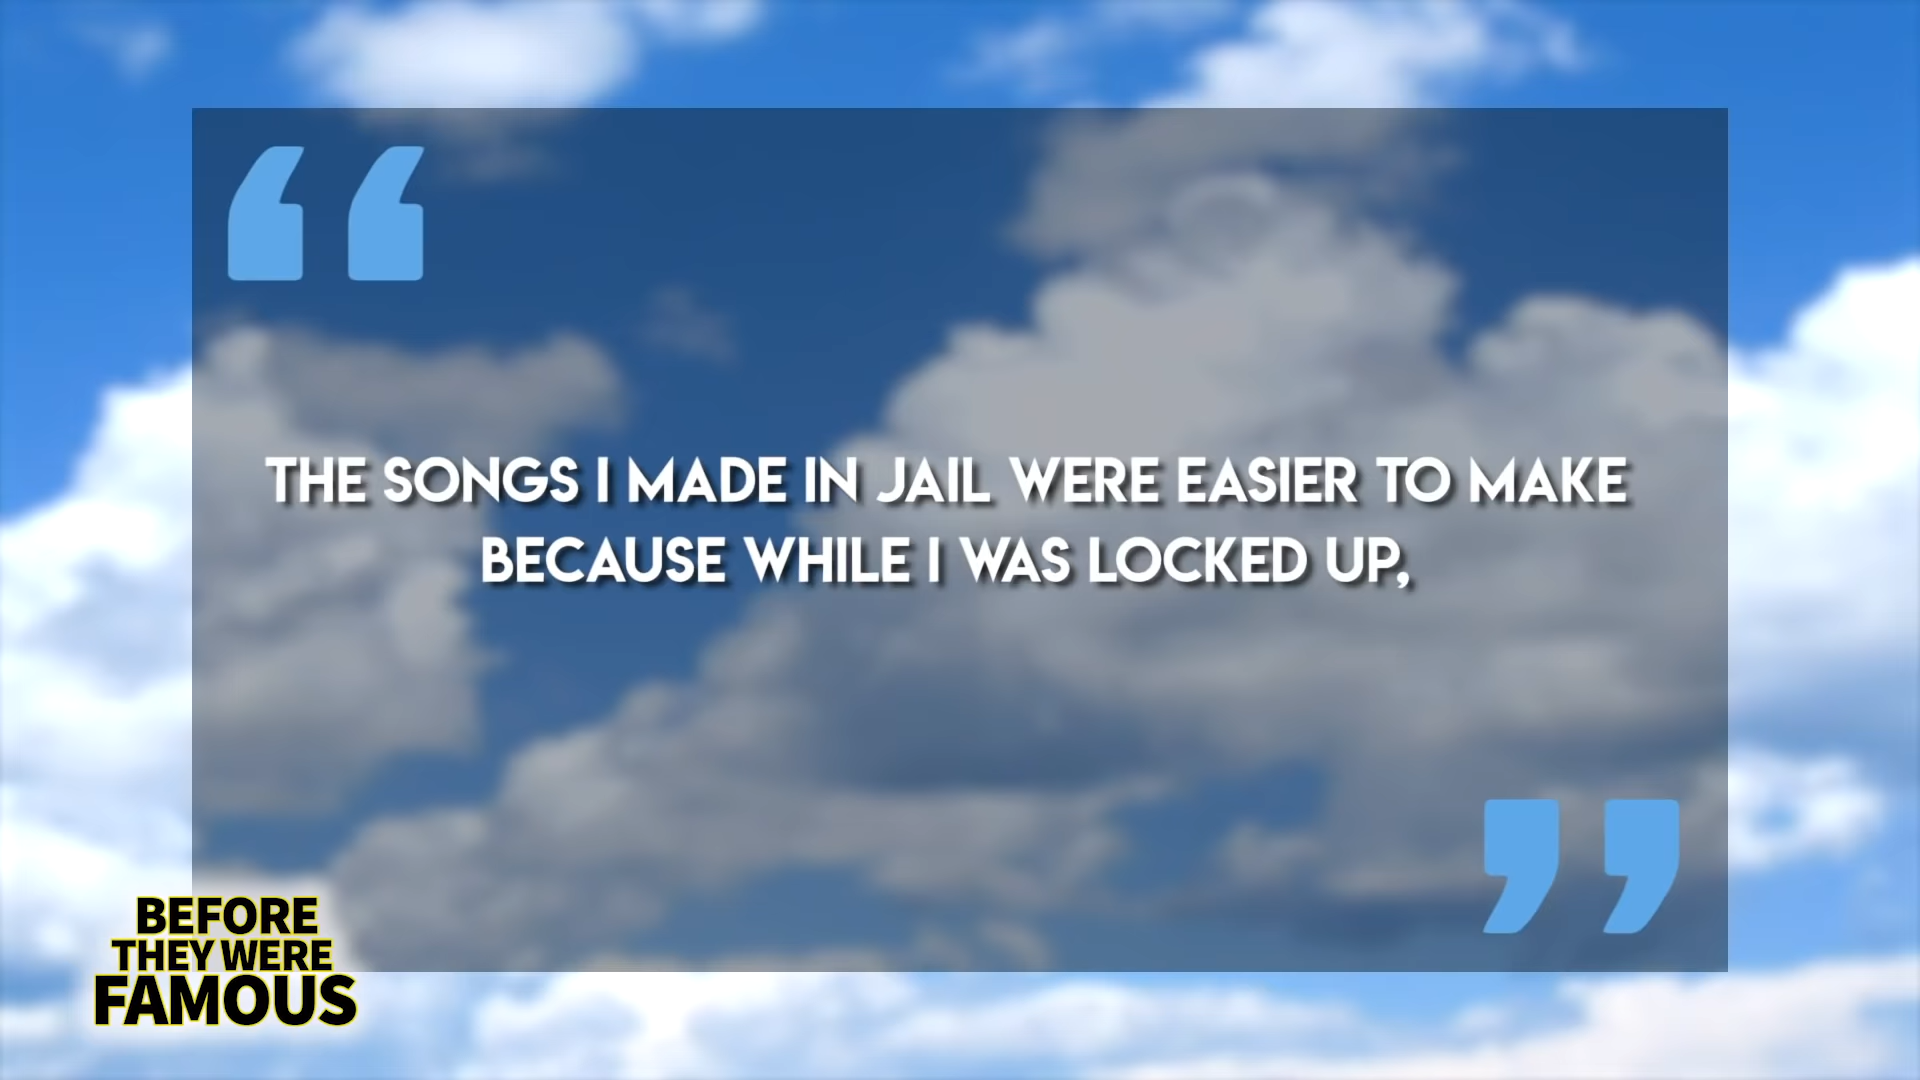 “
THE SONGS I MADE IN JAIL WERE EASIER TO MAKE
BECAUSE WHILE I WAS LOCKED UP,
”
BEFORE
THEY WERE
FAMOUS